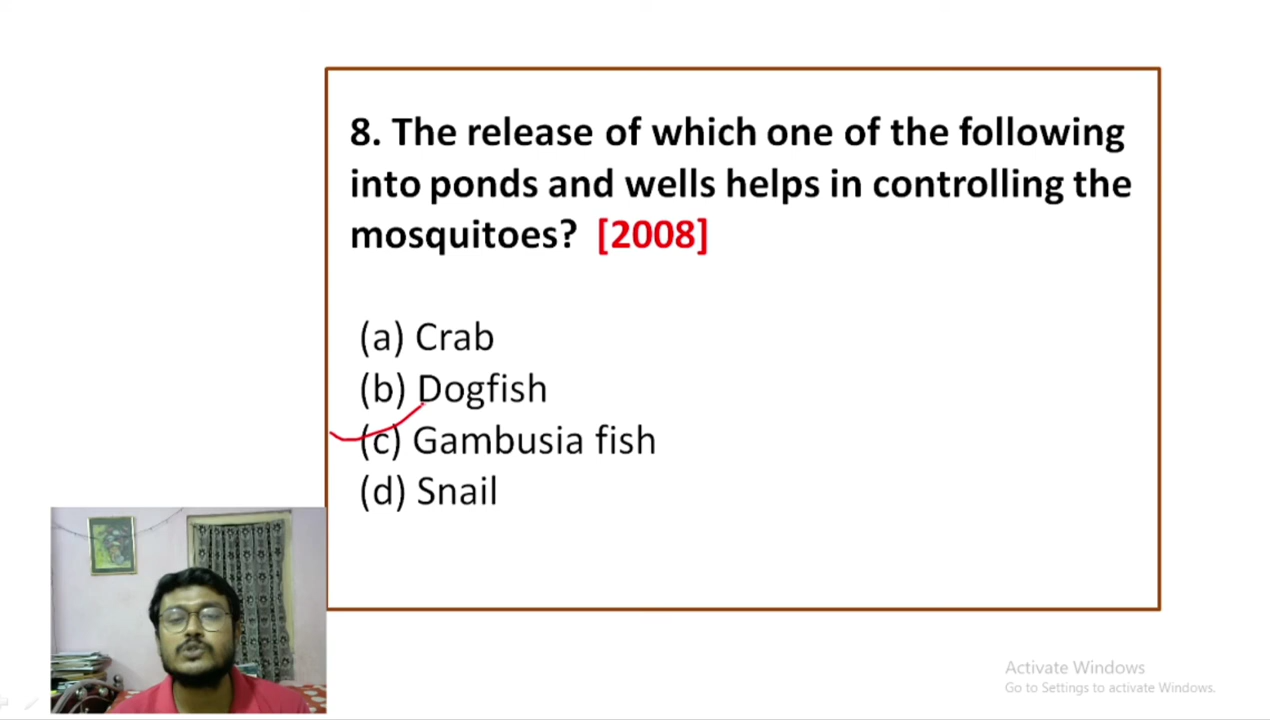 8. The release of which one of the following
into ponds and wells helps in controlling the
mosquitoes? [2008]
(a) Crab
(b) Dogfish
(c) Gambusia fish
(d) Snail
Activate Windows
Go to Settings to activate Windows.